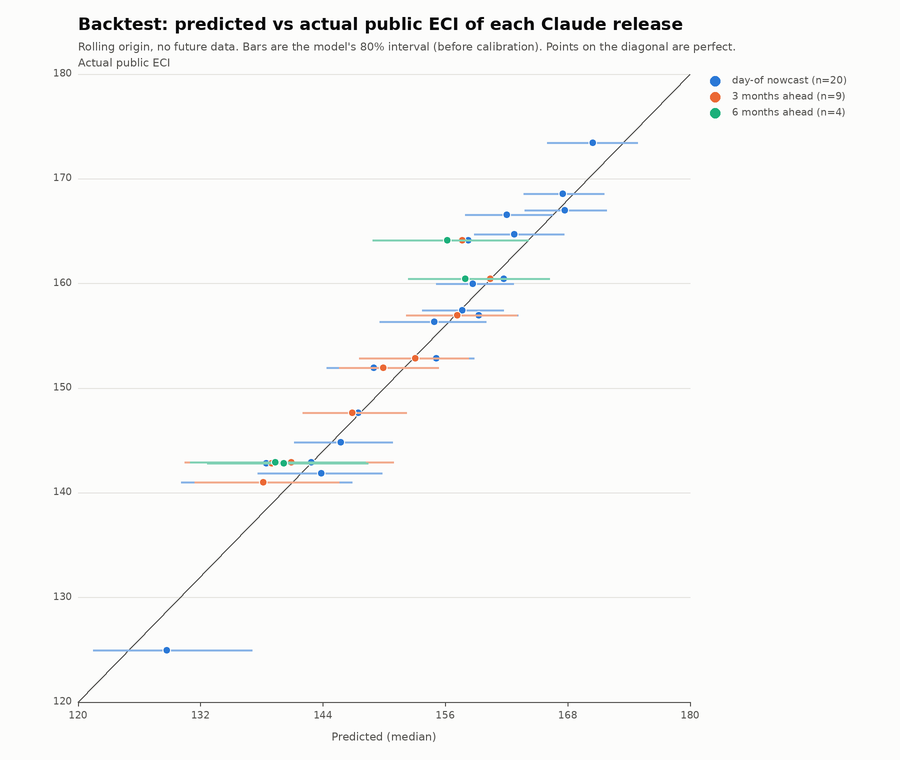 Backtest: predicted vs actual public ECI of each Claude release
Rolling origin, no future data. Bars are the model's 80% interval (before calibration). Points on the diagonal are perfect.
Actual public ECI
day-of nowcast (n=20)
3 months ahead (n=9)
6 months ahead (n=4)
180
170
160
150
140
130
120
120 132 144 156 168 180
Predicted (median)